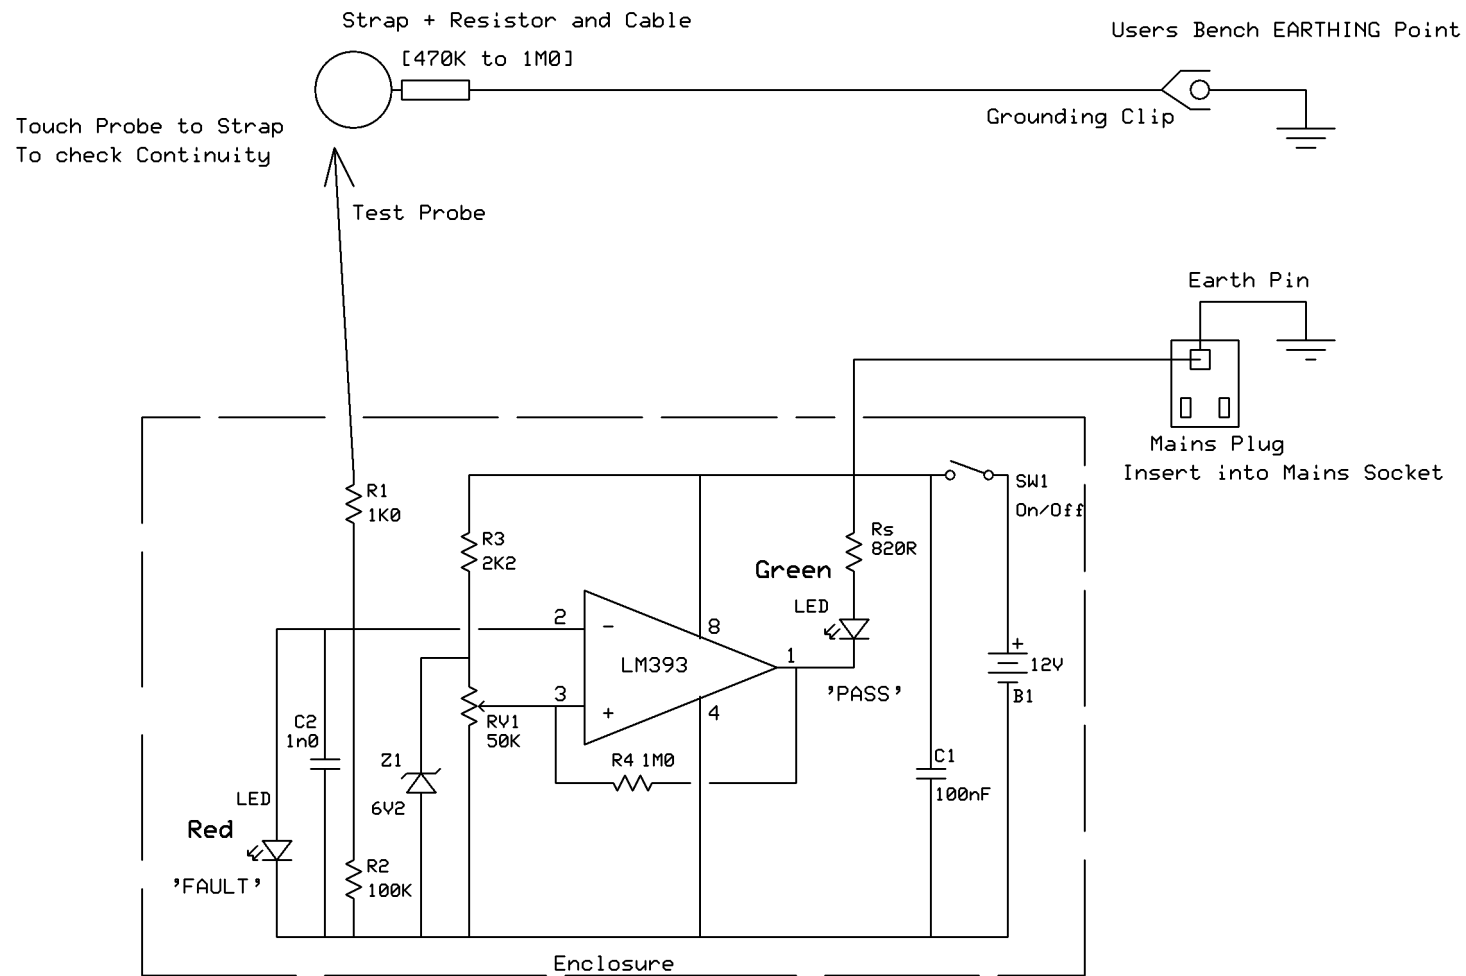 Strap + Resistor and Cable
[470K to 1M0]
Users Bench EARTHING Point
Grounding Clip
Touch Probe to Strap
To check Continuity
Test Probe
Earth Pin
Mains Plug
Insert into Mains Socket
R1
1K0
R3
2K2
SW1
On/Off
Rs
820R
Green
LED
2
-
8
LM393
1
'PASS'
+
12V
B1
3
+
4
RV1
50K
C2
1n0
Z1
6V2
R4 1M0
C1
100nF
LED
Red
'FAULT'
R2
100K
Enclosure